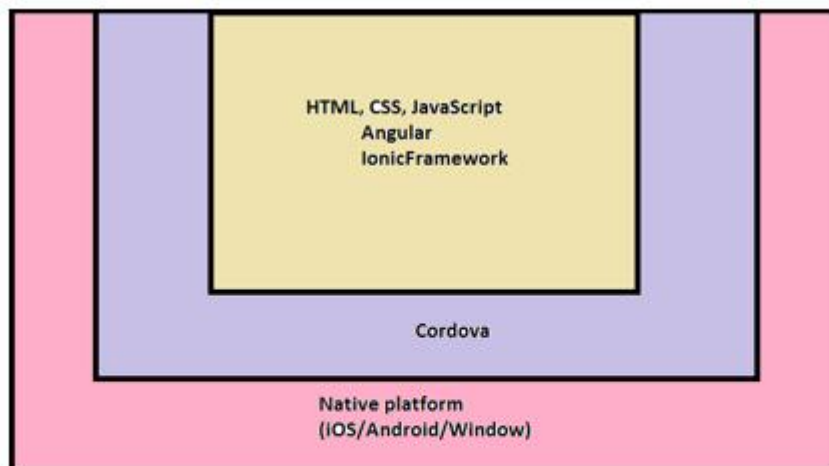 HTML, CSS, JavaScript
Angular
IonicFramework
Cordova
Native platform
(iOS/Android/Window)